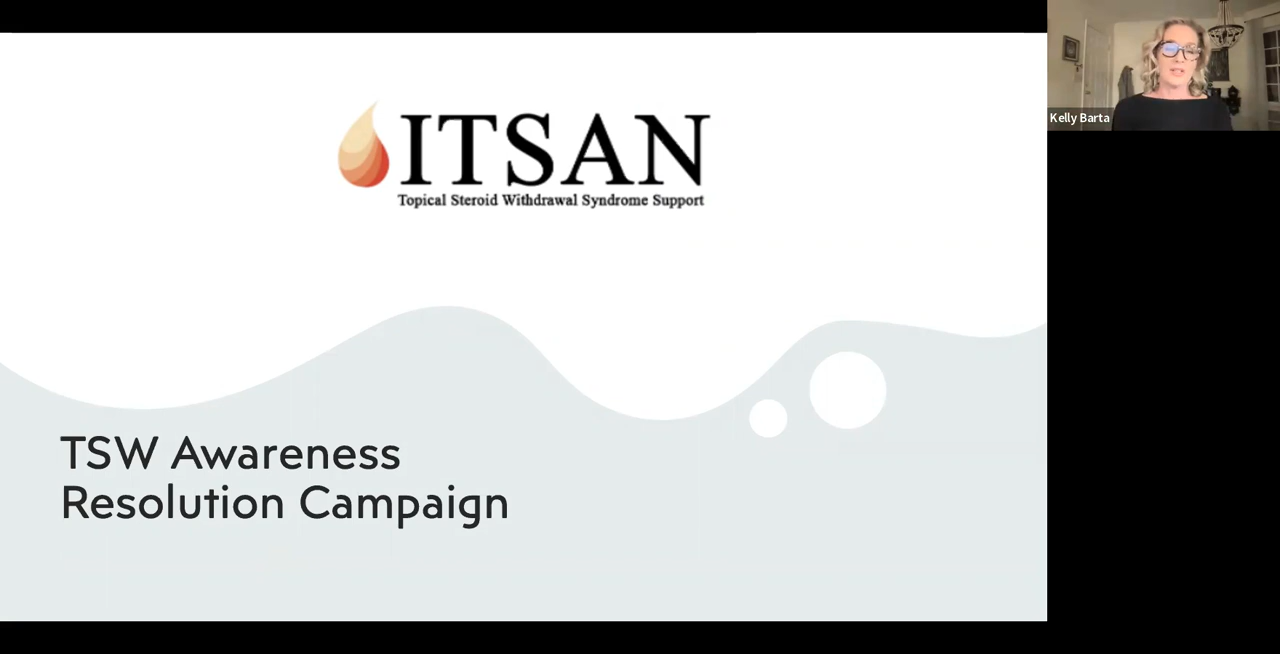 ITSAN
Topical Steroid Withdrawal Syndrome Support
TSW Awareness
Resolution Campaign
Kelly Barta